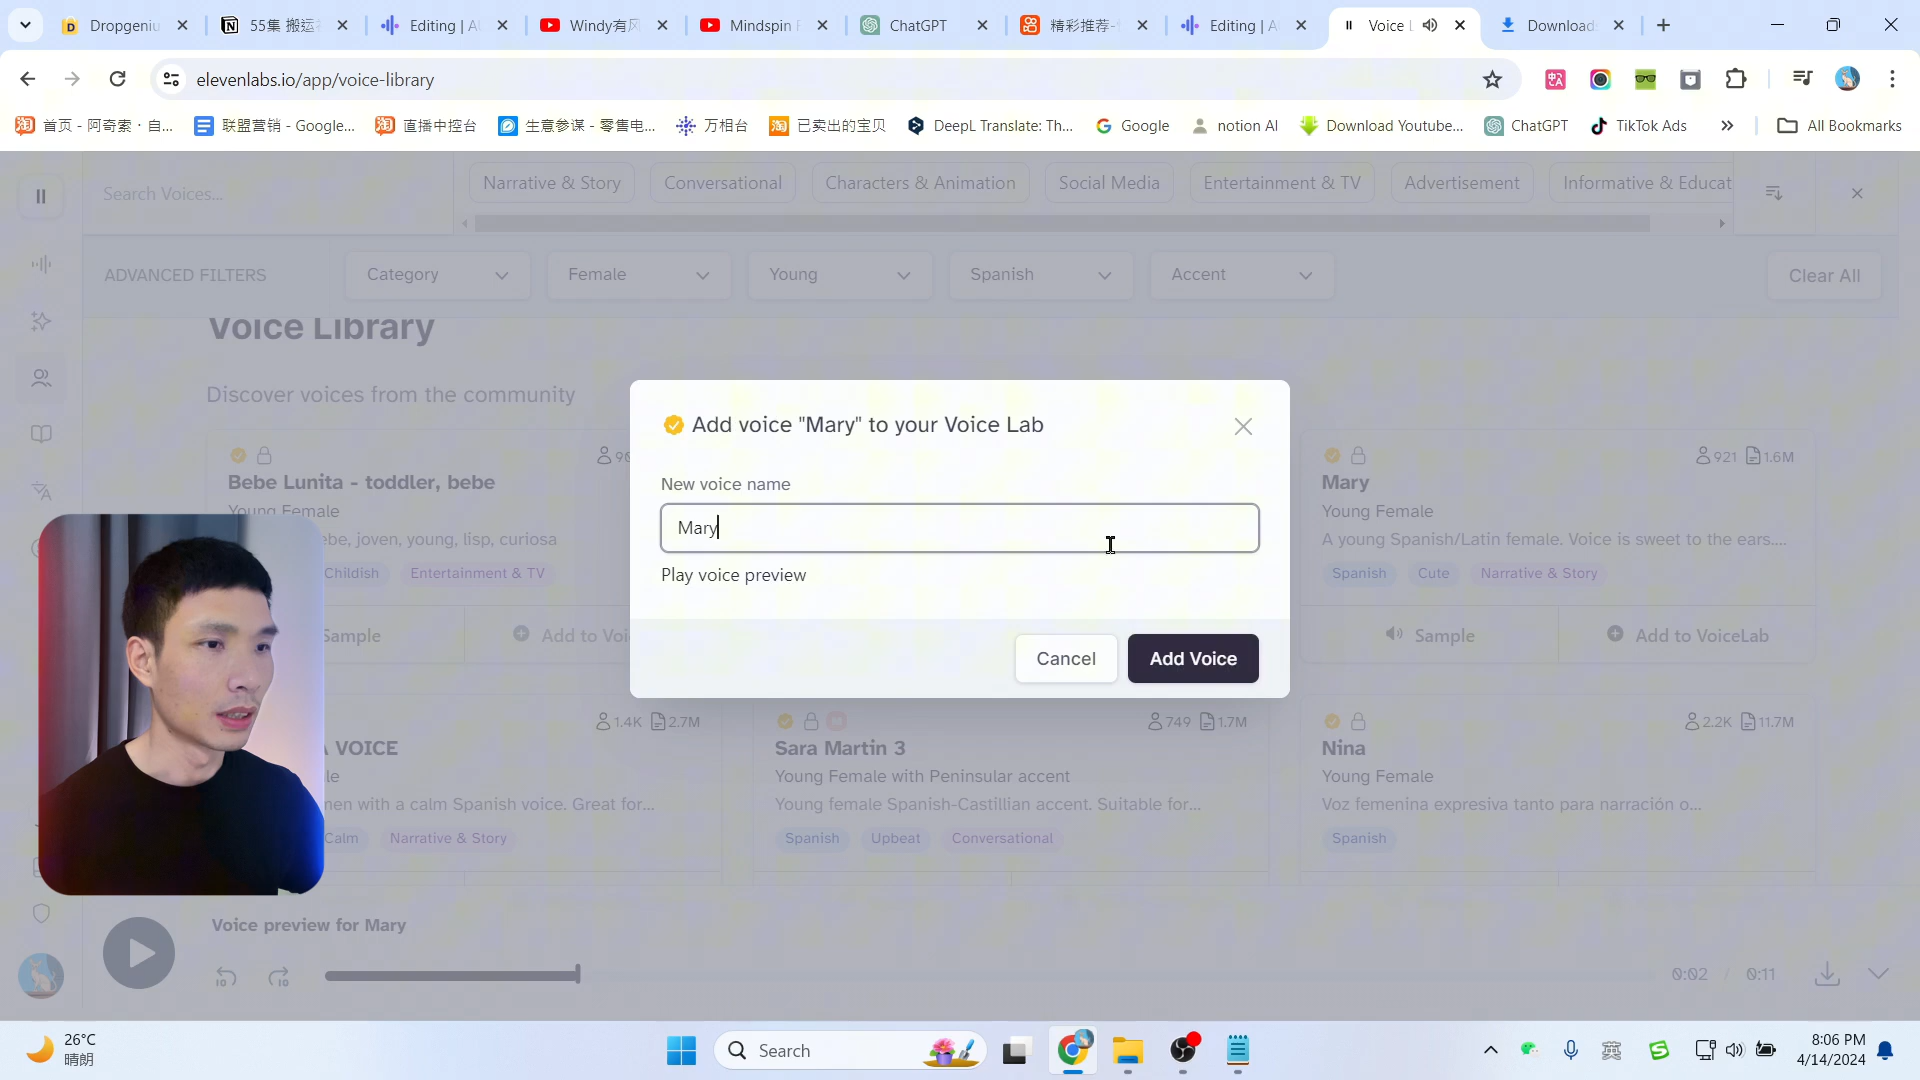 Dropgeniu
55集 搬运
Editing | A
Windy有风
Mindspin F
ChatGPT
精彩推荐-
Editing | A
Voice L
Download
elevenlabs.io/app/voice-library
首页 - 阿奇索 · 自...
联盟营销 - Google...
直播中控台
生意参谋 - 零售电...
万相台
已卖出的宝贝
DeepL Translate: Th...
Google
notion AI
Download Youtube...
ChatGPT
TikTok Ads
All Bookmarks
Search Voices...
Narrative & Story
Conversational
Characters & Animation
Social Media
Entertainment & TV
Advertisement
Informative & Educat
ADVANCED FILTERS
Category
Female
Young
Spanish
Accent
Clear All
Voice Library
Discover voices from the community
Bebe Lunita - toddler, bebe
Young Female
ebe, joven, young, lisp, curiosa
Childish
Entertainment & TV
Sample
Add to Voi
Add voice "Mary" to your Voice Lab
New voice name
Mary
Play voice preview
Cancel
Add Voice
921
1.6M
Mary
Young Female
A young Spanish/Latin female. Voice is sweet to the ears....
Spanish
Cute
Narrative & Story
Sample
Add to VoiceLab
1.4K
2.7M
VOICE
men with a calm Spanish voice. Great for...
Calm
Narrative & Story
749
1.7M
Sara Martin 3
Young Female with Peninsular accent
Young female Spanish-Castillian accent. Suitable for...
Spanish
Upbeat
Conversational
2.2K
11.7M
Nina
Young Female
Voz femenina expresiva tanto para narración o...
Spanish
Voice preview for Mary
0:02 / 0:11
26°C
晴朗
Search
英
8:06 PM
4/14/2024